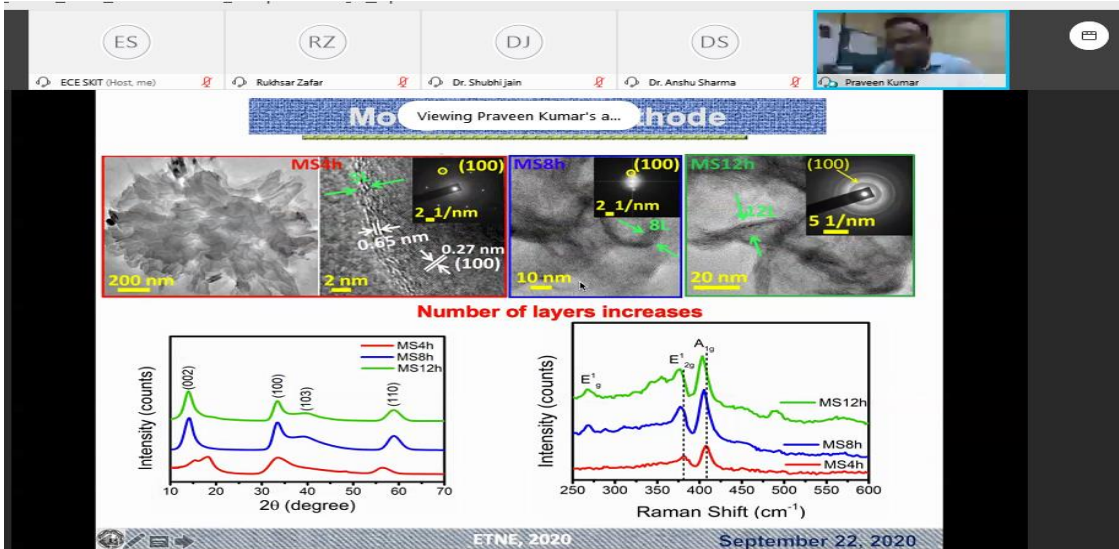 ES
RZ
DJ
DS
ECE SKIT (Host, me)
Rukhsar Zafar
Dr. Shubhi jain
Dr. Anshu Sharma
Praveen Kumar
Mo
Viewing Praveen Kumar's a...
hode
MS4h
(100)
2 1/nm
0.65 nm
0.27 nm
(100)
200 nm
2 nm
MS8h
(100)
2 1/nm
8L
10 nm
MS12h
(100)
12L
5 1/nm
20 nm
Number of layers increases
Intensity (counts)
(002)
(100)
(103)
(110)
MS4h
MS8h
MS12h
10 20 30 40 50 60 70
2θ (degree)
Intensity (counts)
E¹g
E¹2g
A1g
MS12h
MS8h
MS4h
250 300 350 400 450 500 550 600
Raman Shift (cm⁻¹)
ETNE, 2020
September 22, 2020